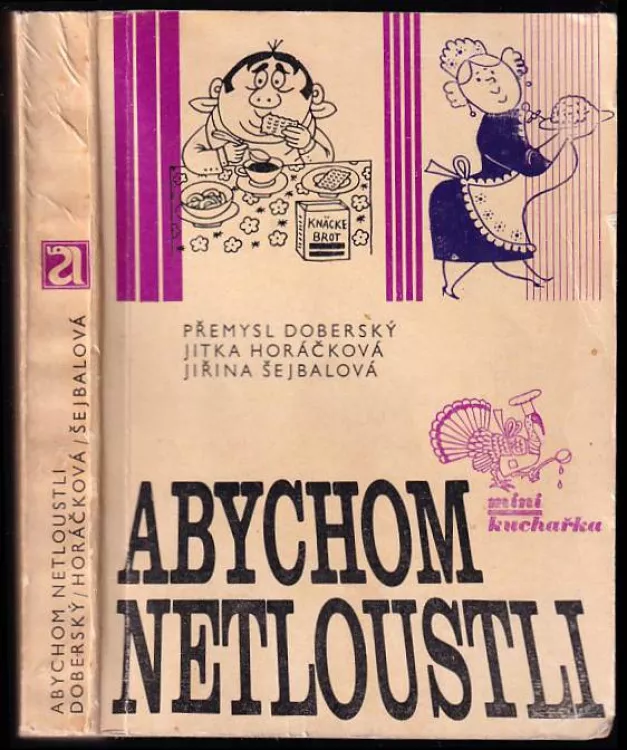 KNÄCKE
BROT
PŘEMYSL DOBERSKÝ
JITKA HORÁČKOVÁ
JIŘINA ŠEJBALOVÁ
mini
kuchařka
ABYCHOM
NETLOUSTLI
ABYCHOM NETLOUSTLI
DOBERSKÝ/HORÁČKOVÁ/ŠEJBALOVÁ